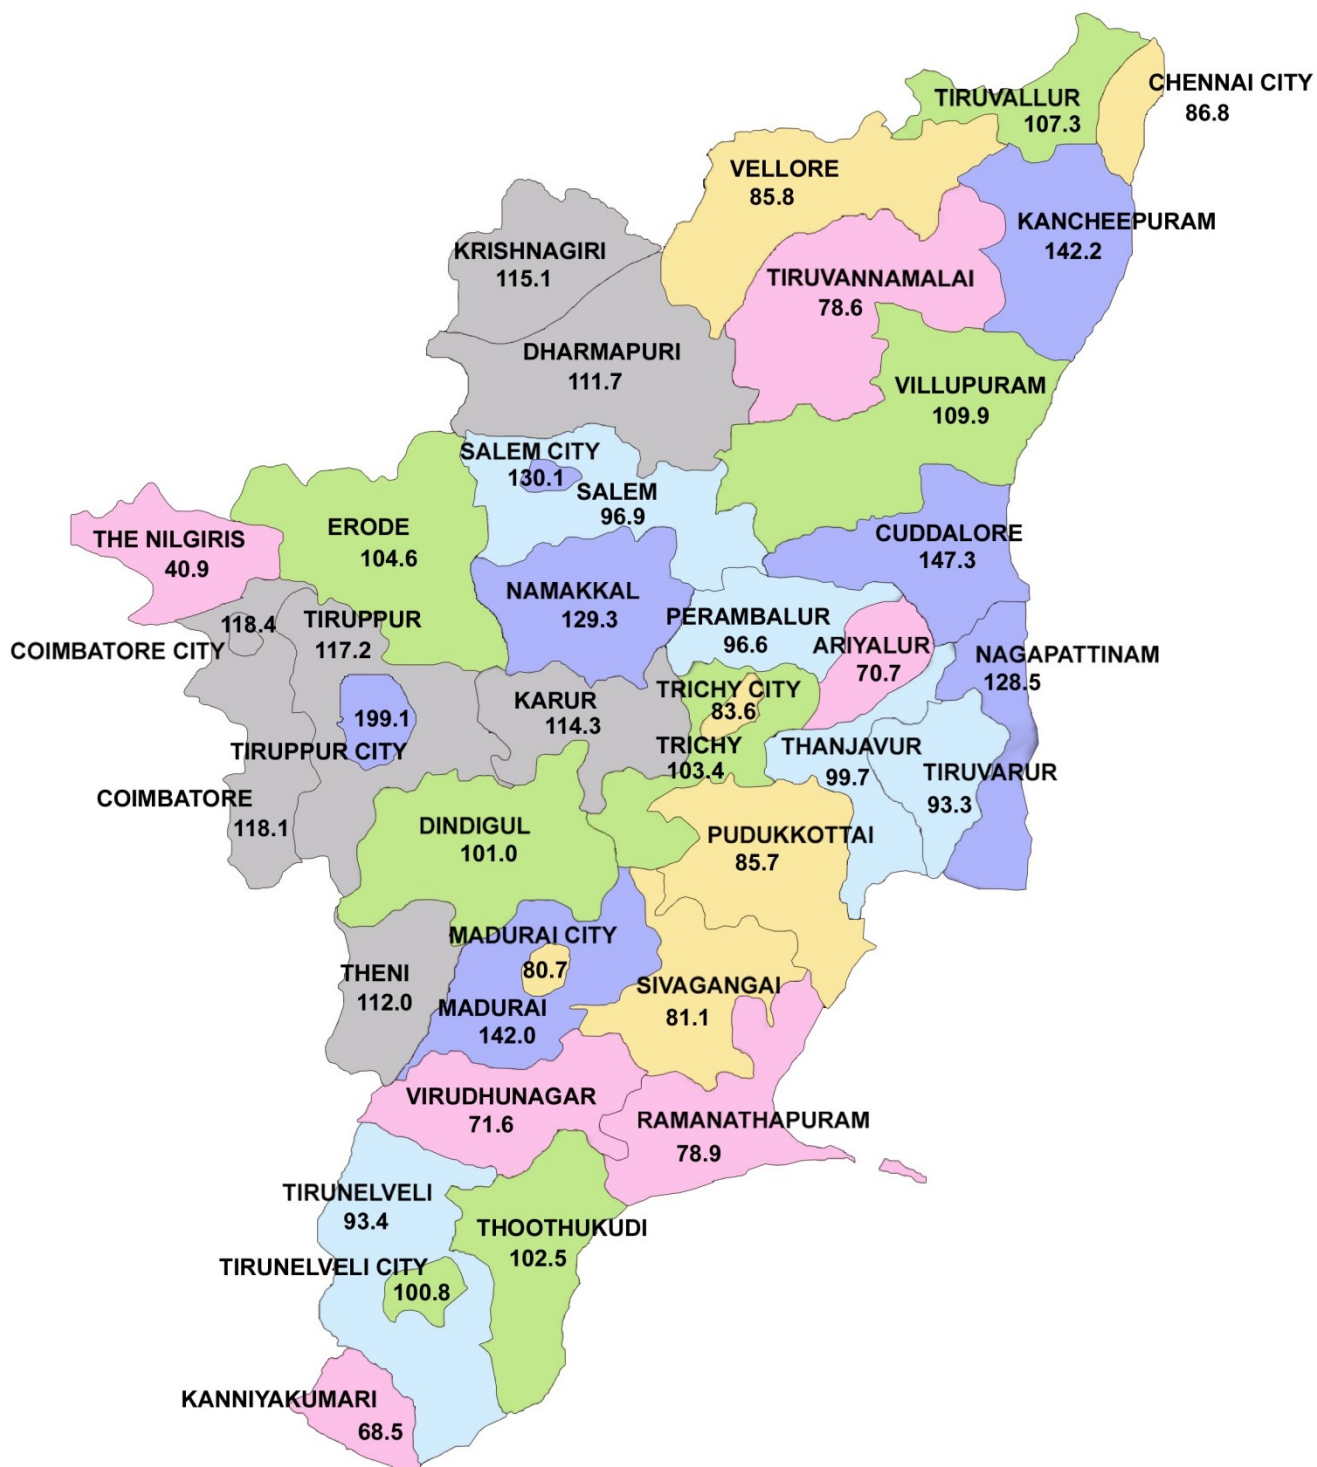 CHENNAI CITY
86.8
TIRUVALLUR
107.3
VELLORE
85.8
KANCHEEPURAM
142.2
KRISHNAGIRI
115.1
TIRUVANNAMALAI
78.6
DHARMAPURI
111.7
VILLUPURAM
109.9
SALEM CITY
130.1
SALEM
96.9
ERODE
104.6
THE NILGIRIS
40.9
CUDDALORE
147.3
NAMAKKAL
129.3
PERAMBALUR
96.6
ARIYALUR
70.7
118.4
COIMBATORE CITY
TIRUPPUR
117.2
NAGAPATTINAM
128.5
TRICHY CITY
83.6
KARUR
114.3
199.1
TIRUPPUR CITY
TRICHY
103.4
THANJAVUR
99.7
TIRUVARUR
93.3
COIMBATORE
118.1
DINDIGUL
101.0
PUDUKKOTTAI
85.7
MADURAI CITY
80.7
THENI
112.0
MADURAI
142.0
SIVAGANGAI
81.1
VIRUDHUNAGAR
71.6
RAMANATHAPURAM
78.9
TIRUNELVELI
93.4
THOOTHUKUDI
102.5
TIRUNELVELI CITY
100.8
KANNIYAKUMARI
68.5